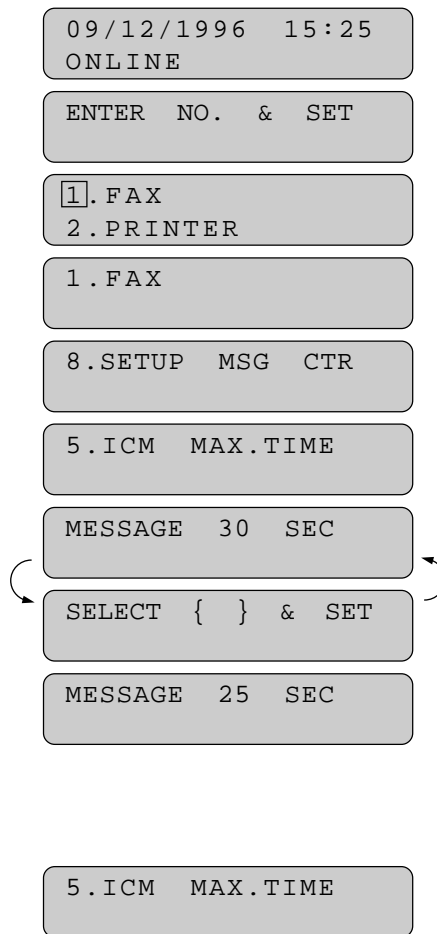 09/12/1996 15:25
ONLINE
ENTER NO. & SET
1.FAX
2.PRINTER
1.FAX
8.SETUP MSG CTR
5.ICM MAX.TIME
MESSAGE 30 SEC
SELECT { } & SET
MESSAGE 25 SEC
5.ICM MAX.TIME